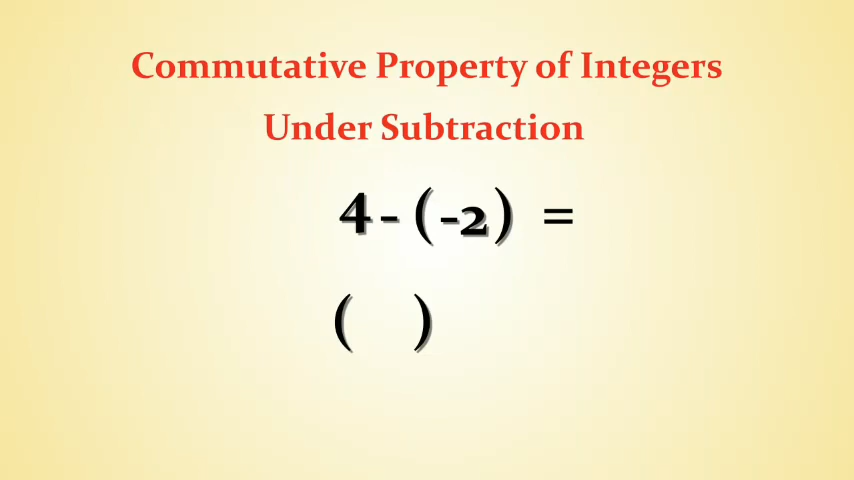 Commutative Property of Integers
Under Subtraction
4 - (-2) =
( )